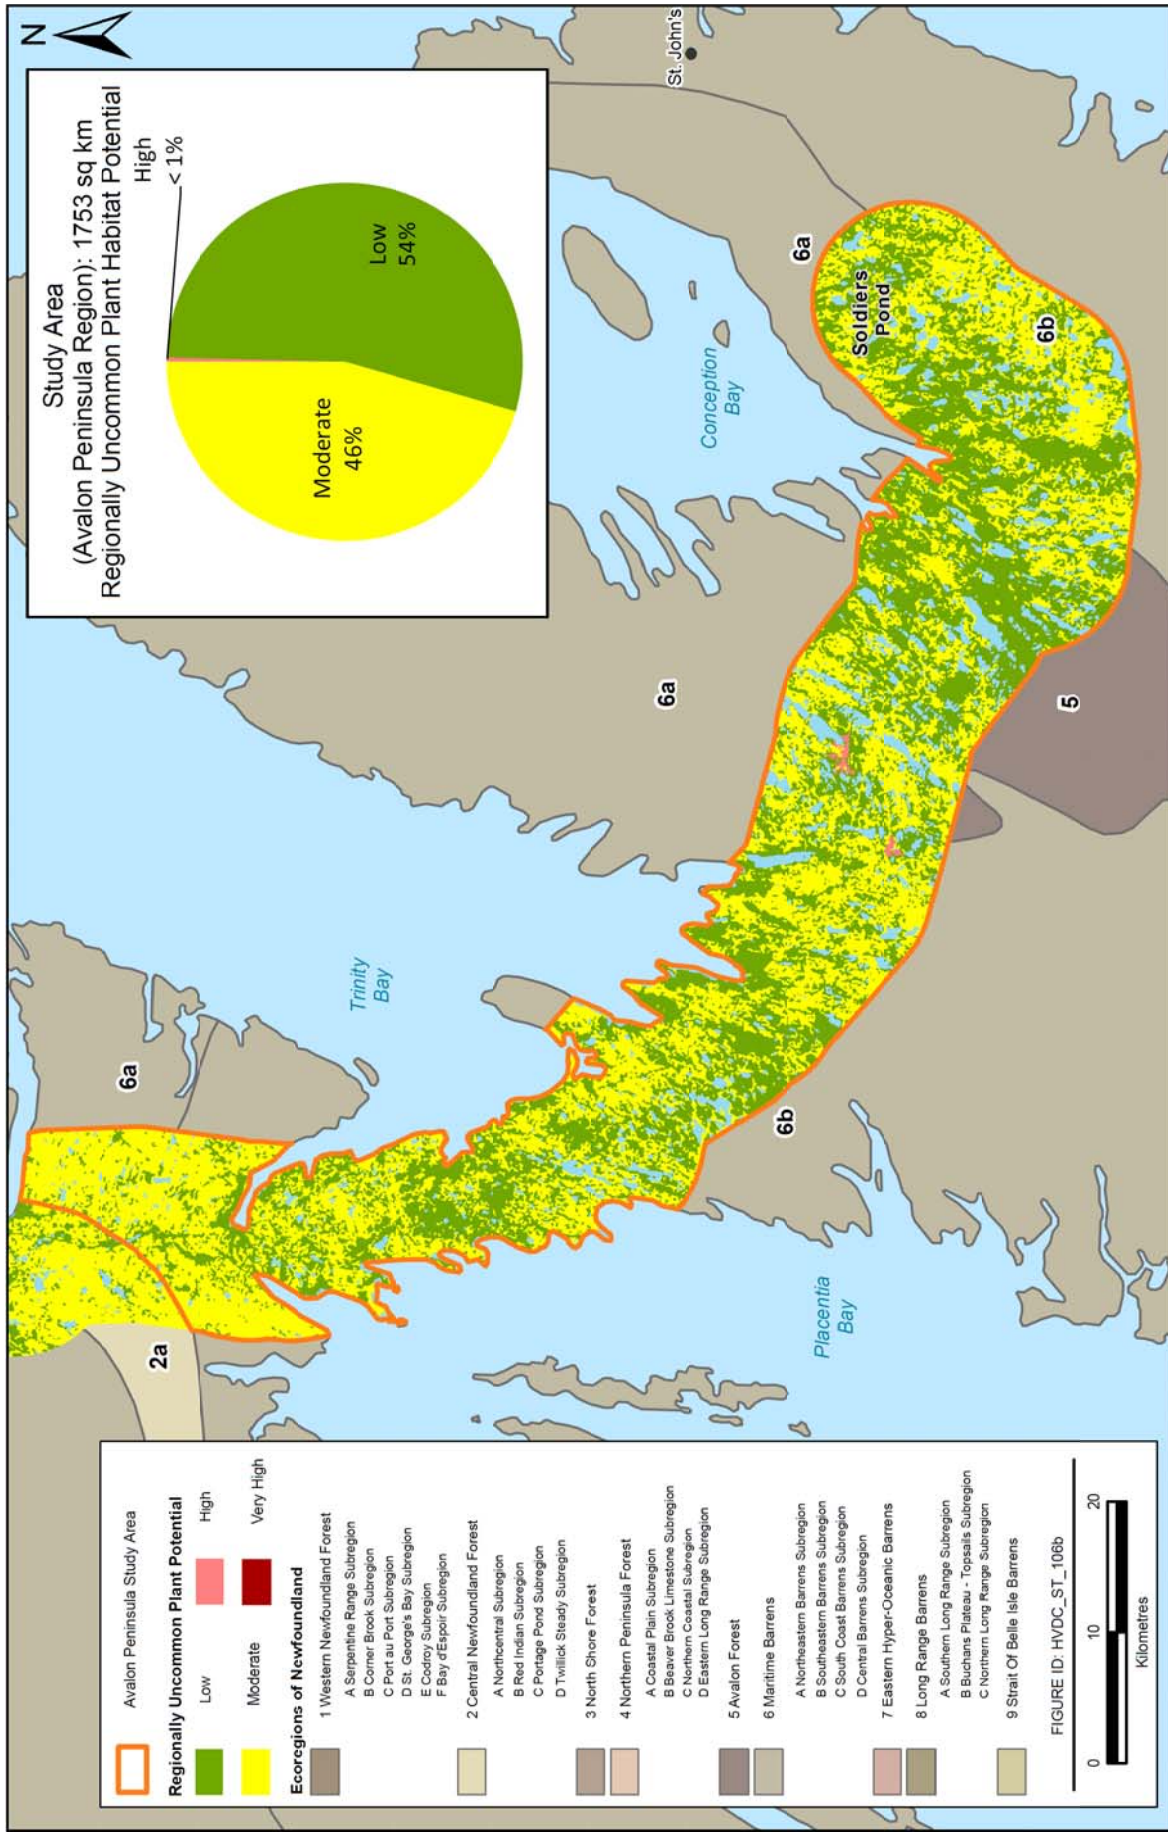 N
Study Area
(Avalon Peninsula Region): 1753 sq km
Regionally Uncommon Plant Habitat Potential
High
< 1%
Low
54%
Moderate
46%
St. John's
Conception
Bay
Trinity
Bay
Placentia
Bay
Soldiers
Pond
6a
6b
6a
5
6a
6b
2a
Avalon Peninsula Study Area
Regionally Uncommon Plant Potential
Low
High
Moderate
Very High
Ecoregions of Newfoundland
1 Western Newfoundland Forest
A Serpentine Range Subregion
B Corner Brook Subregion
C Port au Port Subregion
D St. George's Bay Subregion
E Codroy Subregion
F Bay d'Espoir Subregion
2 Central Newfoundland Forest
A Northcentral Subregion
B Red Indian Subregion
C Portage Pond Subregion
D Twillick Steady Subregion
3 North Shore Forest
4 Northern Peninsula Forest
A Coastal Plain Subregion
B Beaver Brook Limestone Subregion
C Northern Coastal Subregion
D Eastern Long Range Subregion
5 Avalon Forest
6 Maritime Barrens
A Northeastern Barrens Subregion
B Southeastern Barrens Subregion
C South Coast Barrens Subregion
D Central Barrens Subregion
7 Eastern Hyper-Oceanic Barrens
8 Long Range Barrens
A Southern Long Range Subregion
B Buchans Plateau - Topsails Subregion
C Northern Long Range Subregion
9 Strait Of Belle Isle Barrens
FIGURE ID: HVDC_ST_106b
0 10 20
Kilometres